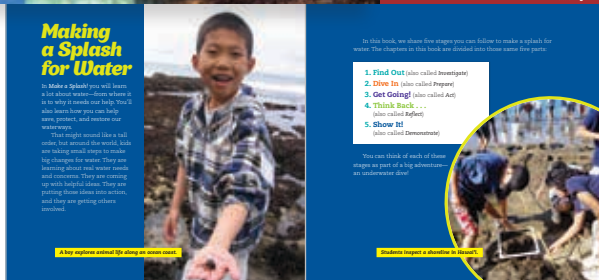 Making
a Splash
for Water
In Make a Splash! you will learn
a lot about water—from where it
is to why it needs our help. You'll
also learn how you can help
save, protect, and restore our
waterways.
That might sound like a tall
order, but around the world, kids
are taking small steps to make
big changes for water. They are
learning about real water needs
and concerns. They are coming
up with helpful ideas. They are
putting those ideas into action,
and they are getting others
involved.
A boy explores animal life along an ocean coast.
In this book, we share five stages you can follow to make a splash for
water. The chapters in this book are divided into those same five parts:
1. Find Out (also called Investigate)
2. Dive In (also called Prepare)
3. Get Going! (also called Act)
4. Think Back . . .
(also called Reflect)
5. Show It!
(also called Demonstrate)
You can think of each of these
stages as part of a big adventure—
an underwater dive!
Students inspect a shoreline in Hawai'i.